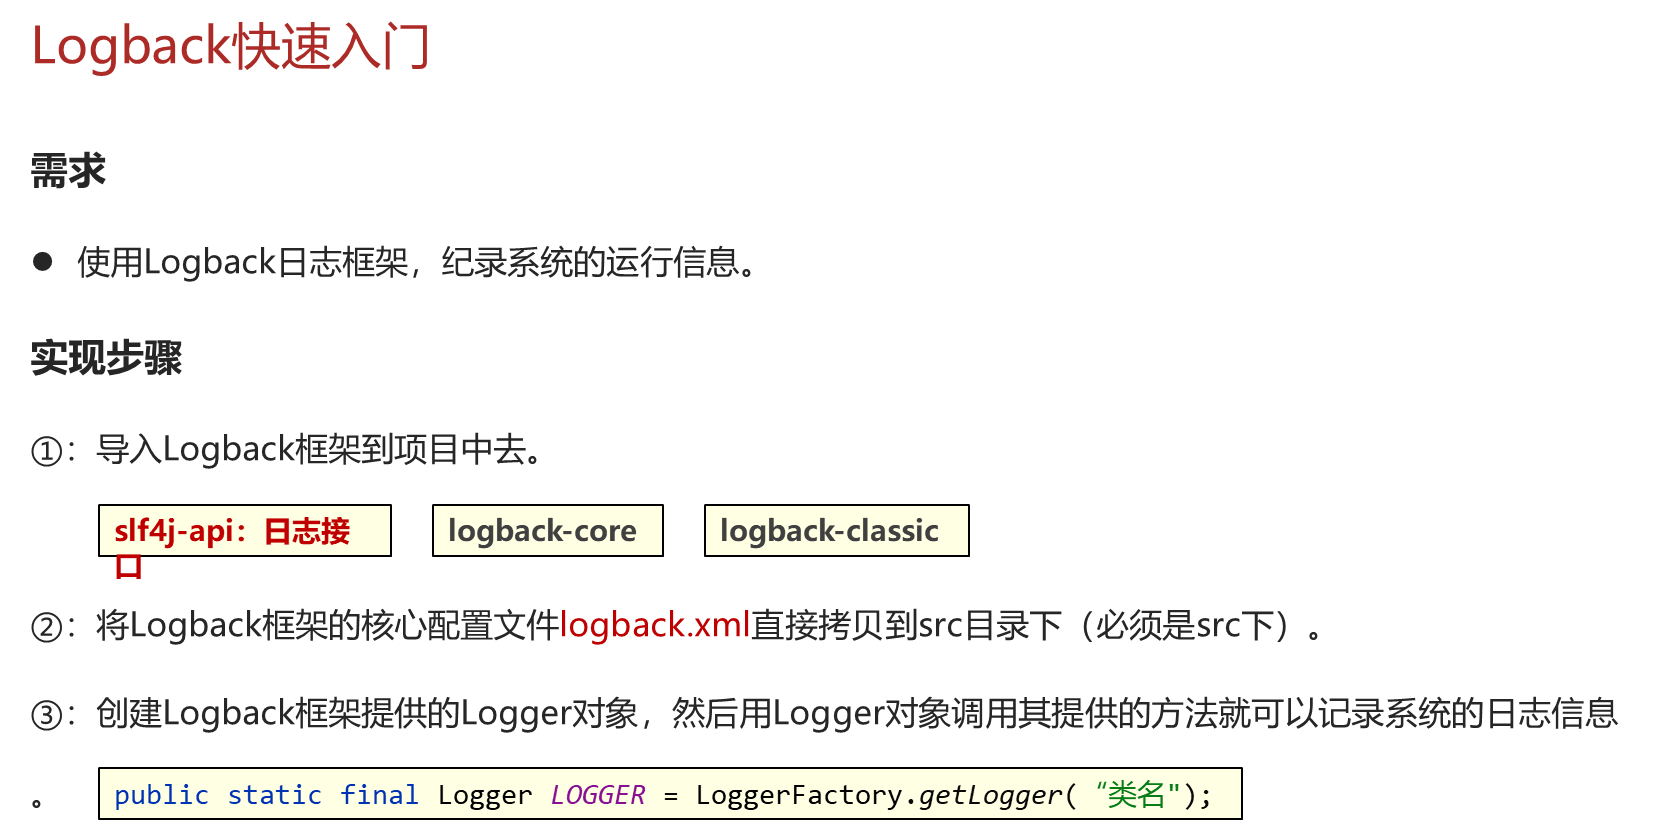 Logback快速入门
需求
● 使用Logback日志框架，纪录系统的运行信息。
实现步骤
①：导入Logback框架到项目中去。
slf4j-api：日志接
口
logback-core
logback-classic
②：将Logback框架的核心配置文件logback.xml直接拷贝到src目录下（必须是src下）。
③：创建Logback框架提供的Logger对象，然后用Logger对象调用其提供的方法就可以记录系统的日志信息
。
public static final Logger LOGGER = LoggerFactory.getLogger(“类名");